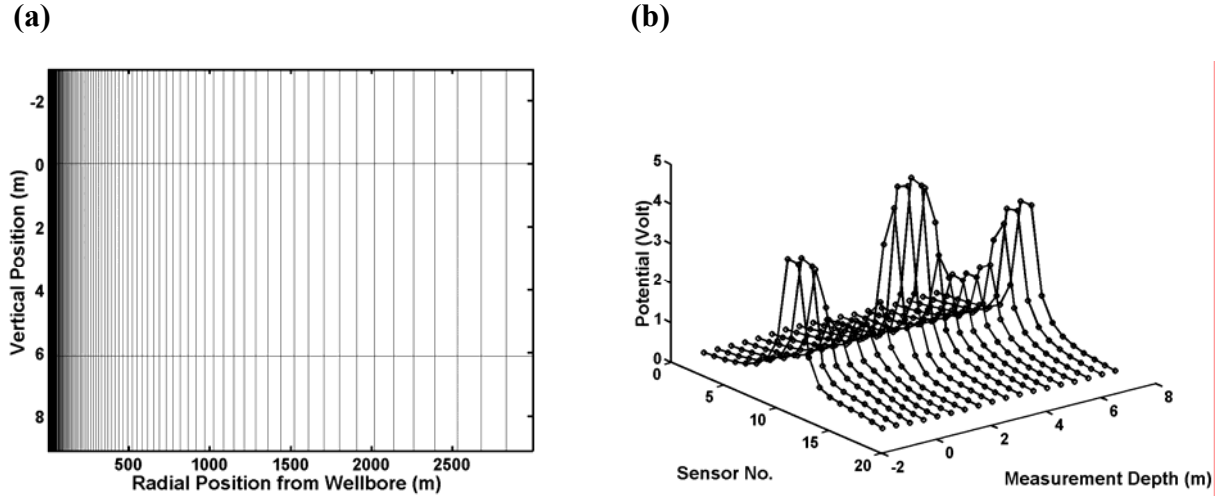 (a)
(b)
-2
0
2
4
6
8
Vertical Position (m)
500 1000 1500 2000 2500
Radial Position from Wellbore (m)
5
4
3
2
1
0
Potential (Volt)
0
5
10
15
20
Sensor No.
-2
0
2
4
6
8
Measurement Depth (m)